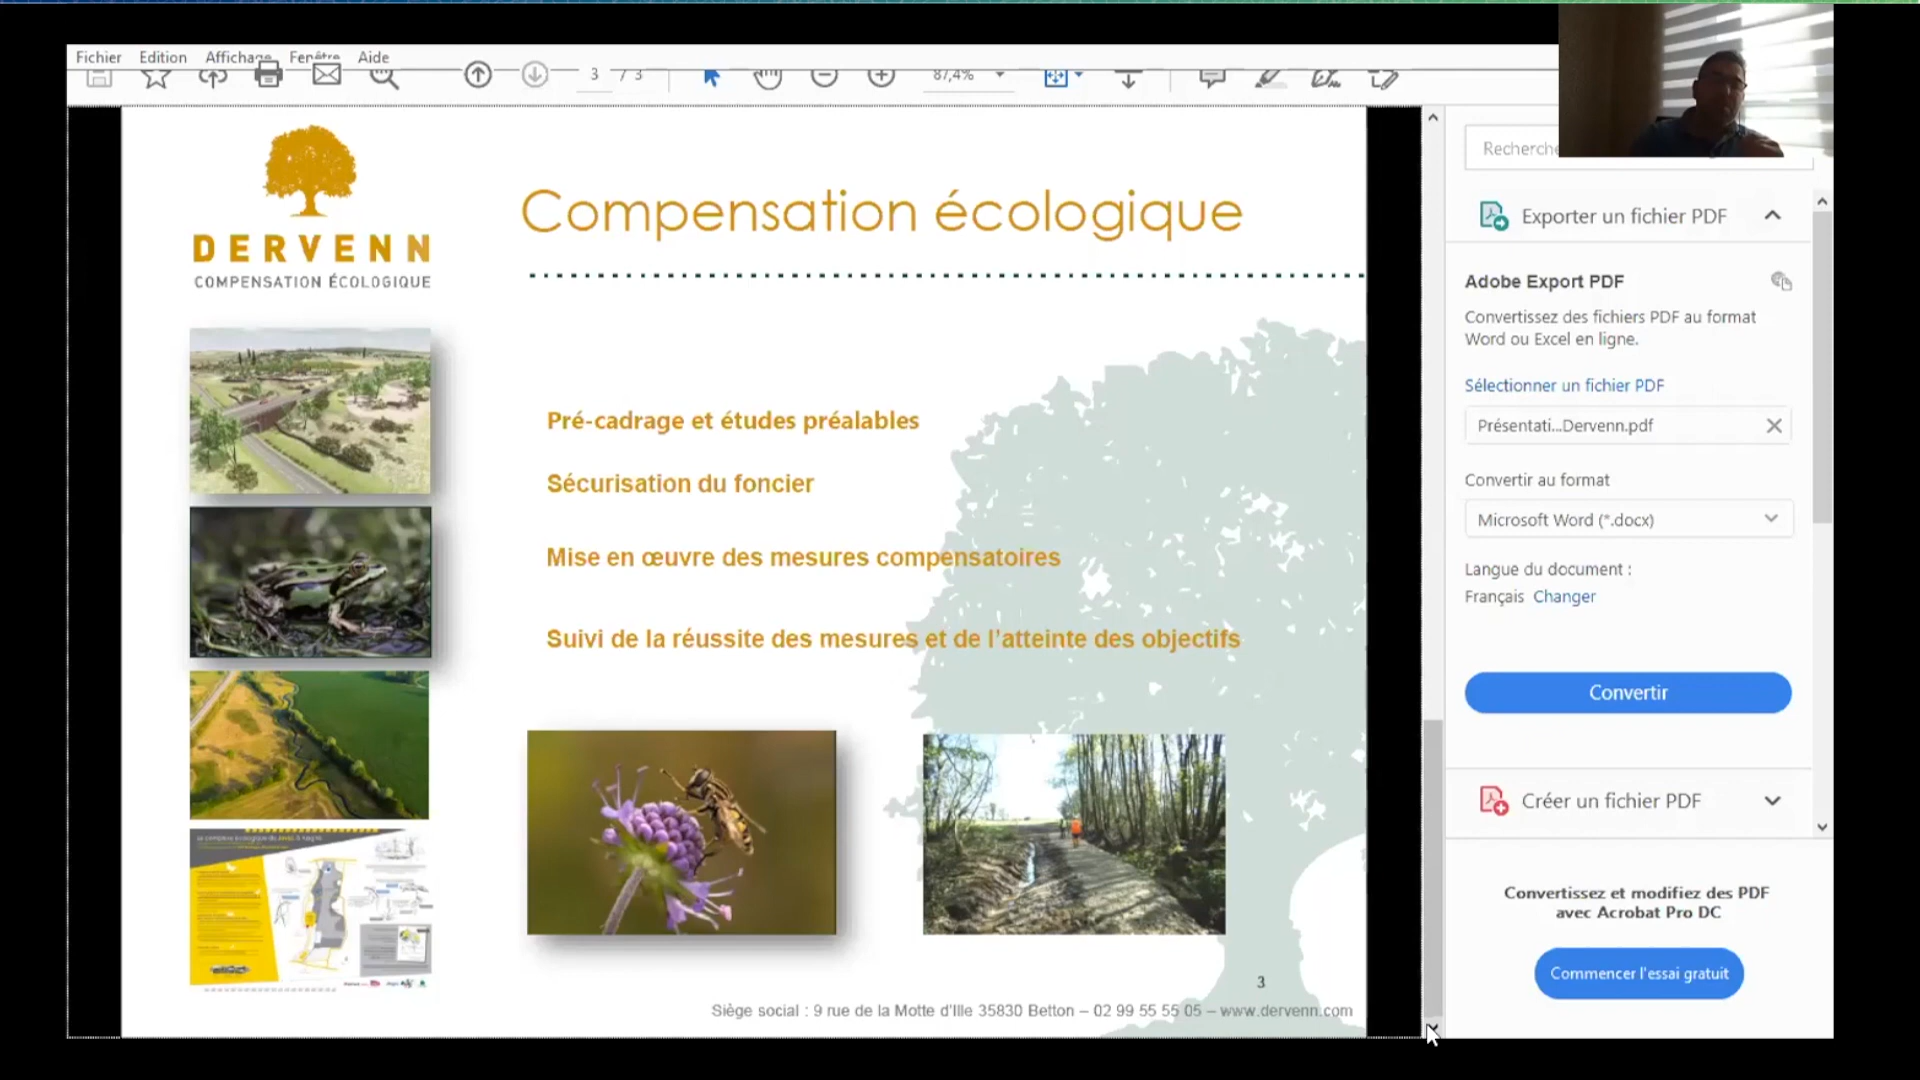 Fichier Edition Affichage Fenêtre Aide
3 / 3
87,4%
DERVENN
COMPENSATION ÉCOLOGIQUE
Compensation écologique
Pré-cadrage et études préalables
Sécurisation du foncier
Mise en œuvre des mesures compensatoires
Suivi de la réussite des mesures et de l'atteinte des objectifs
3
Siège social : 9 rue de la Motte d'Ille 35830 Betton – 02 99 55 55 05 – www.dervenn.com
Recherche
Exporter un fichier PDF
Adobe Export PDF
Convertissez des fichiers PDF au format
Word ou Excel en ligne.
Sélectionner un fichier PDF
Présentati...Dervenn.pdf
Convertir au format
Microsoft Word (*.docx)
Langue du document :
Français Changer
Convertir
Créer un fichier PDF
Convertissez et modifiez des PDF
avec Acrobat Pro DC
Commencer l'essai gratuit